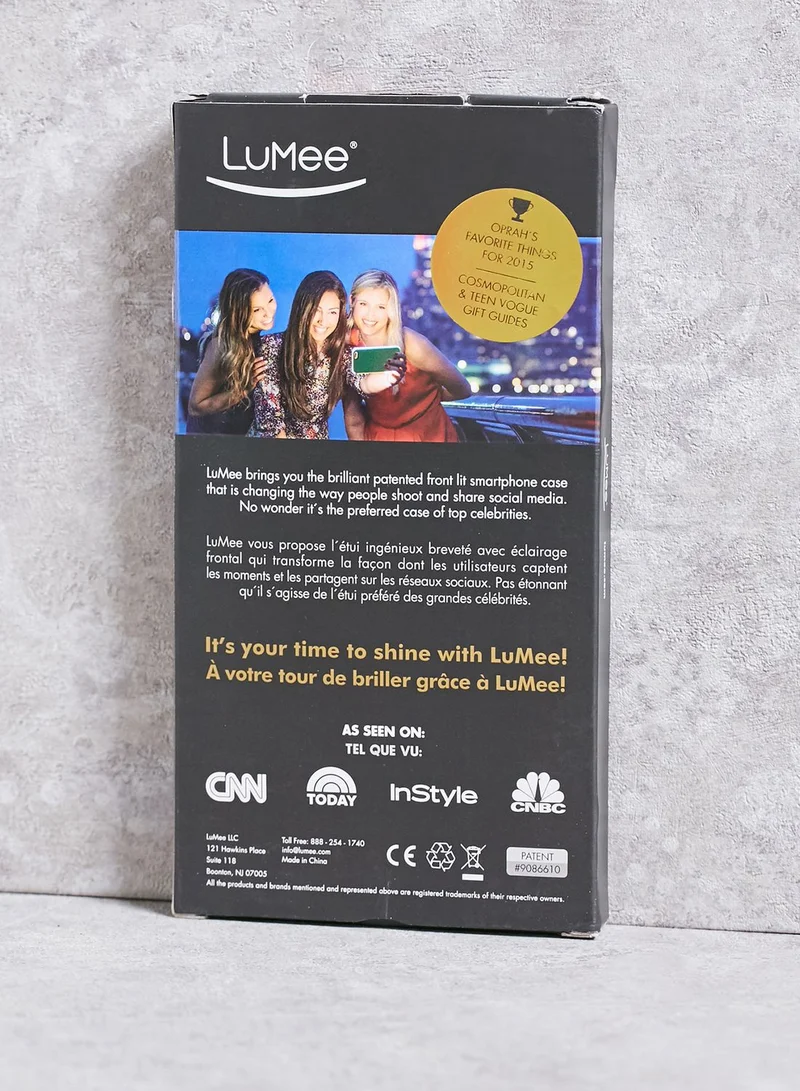 LuMee®
OPRAH'S
FAVORITE THINGS
FOR 2015
COSMOPOLITAN
& TEEN VOGUE
GIFT GUIDES
LuMee brings you the brilliant patented front lit smartphone case
that is changing the way people shoot and share social media.
No wonder it's the preferred case of top celebrities.
LuMee vous propose l'étui ingénieux breveté avec éclairage
frontal qui transforme la façon dont les utilisateurs captent
les moments et les partagent sur les réseaux sociaux. Pas étonnant
qu'il s'agisse de l'étui préféré des grandes célébrités.
It's your time to shine with LuMee!
À votre tour de briller grâce à LuMee!
AS SEEN ON:
TEL QUE VU:
CNN
TODAY
InStyle
CNBC
LuMee LLC
121 Hawkins Place
Suite 118
Boonton, NJ 07005
Toll Free: 888 - 254 - 1740
info@lumee.com
Made in China
CE
PATENT
#9086610
All the products and brands mentioned and represented above are registered trademarks of their respective owners.
LuMee